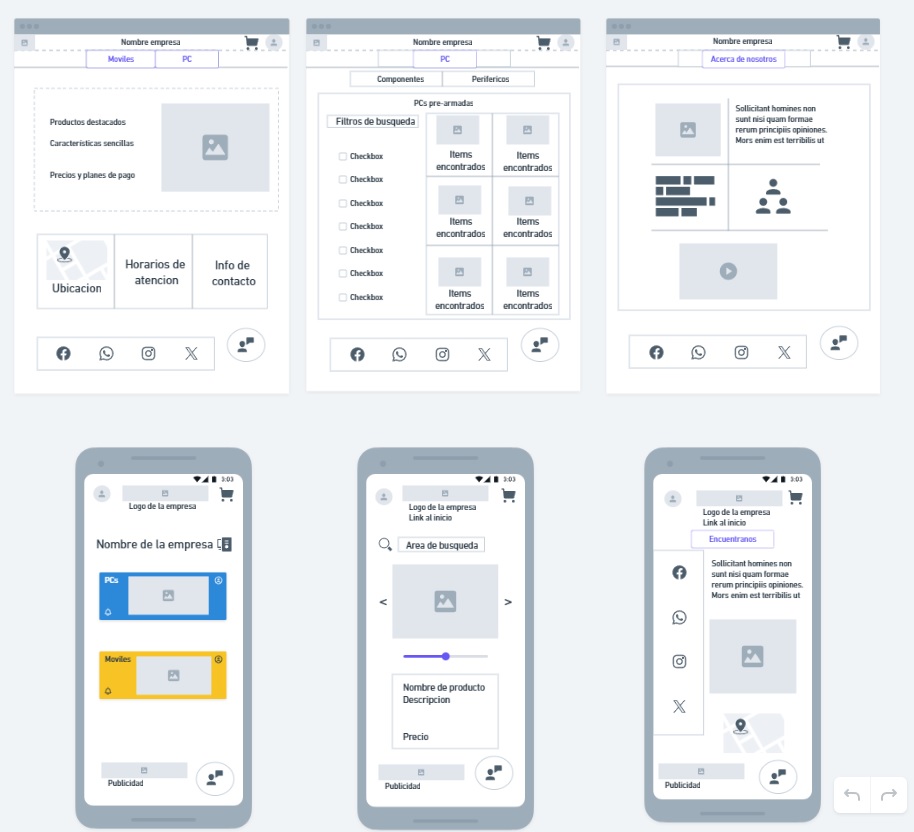 Nombre empresa
Moviles PC
Productos destacados
Características sencillas
Precios y planes de pago
Ubicacion
Horarios de
atencion
Info de
contacto
Nombre empresa
PC
Componentes Perifericos
PCs pre-armadas
Filtros de busqueda
Checkbox
Checkbox
Checkbox
Checkbox
Checkbox
Checkbox
Checkbox
Items
encontrados
Items
encontrados
Items
encontrados
Items
encontrados
Items
encontrados
Items
encontrados
Nombre empresa
Acerca de nosotros
Sollicitant homines non
sunt nisi quam formae
rerum principiis opiniones.
Mors enim est terribilis ut
3:03
Logo de la empresa
Nombre de la empresa
PCs
Moviles
Publicidad
3:03
Logo de la empresa
Link al inicio
Area de busqueda
< >
Nombre de producto
Descripcion
Precio
Publicidad
3:03
Logo de la empresa
Link al inicio
Encuentranos
Sollicitant homines non
sunt nisi quam formae
rerum principiis opiniones.
Mors enim est terribilis ut
Publicidad